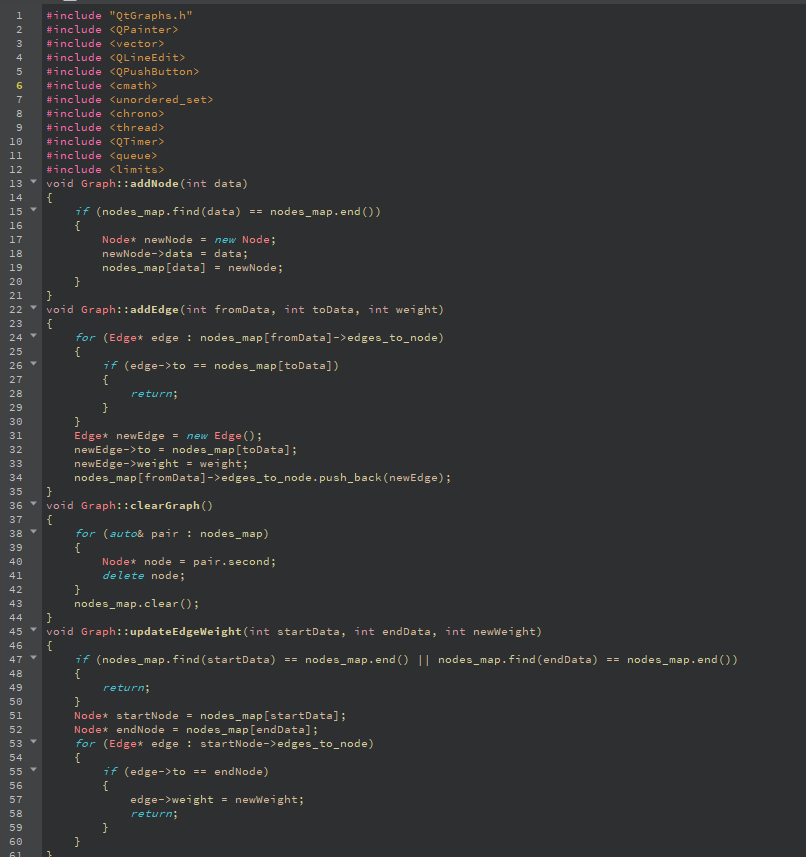 1 #include "QtGraphs.h"
2 #include <QPainter>
3 #include <vector>
4 #include <QLineEdit>
5 #include <QPushButton>
6 #include <cmath>
7 #include <unordered_set>
8 #include <chrono>
9 #include <thread>
10 #include <QTimer>
11 #include <queue>
12 #include <limits>
13 void Graph::addNode(int data)
14 {
15     if (nodes_map.find(data) == nodes_map.end())
16     {
17         Node* newNode = new Node;
18         newNode->data = data;
19         nodes_map[data] = newNode;
20     }
21 }
22 void Graph::addEdge(int fromData, int toData, int weight)
23 {
24     for (Edge* edge : nodes_map[fromData]->edges_to_node)
25     {
26         if (edge->to == nodes_map[toData])
27         {
28             return;
29         }
30     }
31     Edge* newEdge = new Edge();
32     newEdge->to = nodes_map[toData];
33     newEdge->weight = weight;
34     nodes_map[fromData]->edges_to_node.push_back(newEdge);
35 }
36 void Graph::clearGraph()
37 {
38     for (auto& pair : nodes_map)
39     {
40         Node* node = pair.second;
41         delete node;
42     }
43     nodes_map.clear();
44 }
45 void Graph::updateEdgeWeight(int startData, int endData, int newWeight)
46 {
47     if (nodes_map.find(startData) == nodes_map.end() || nodes_map.find(endData) == nodes_map.end())
48     {
49         return;
50     }
51     Node* startNode = nodes_map[startData];
52     Node* endNode = nodes_map[endData];
53     for (Edge* edge : startNode->edges_to_node)
54     {
55         if (edge->to == endNode)
56         {
57             edge->weight = newWeight;
58             return;
59         }
60     }
61 }